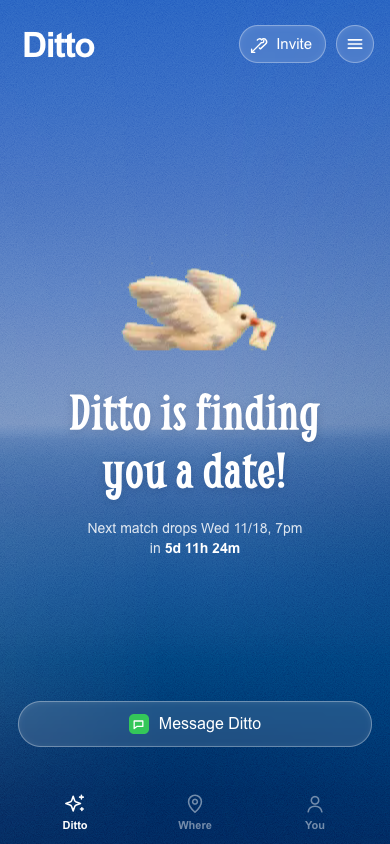 Ditto
Invite
Ditto is finding
you a date!
Next match drops Wed 11/18, 7pm
in 5d 11h 24m
Message Ditto
Ditto
Where
You